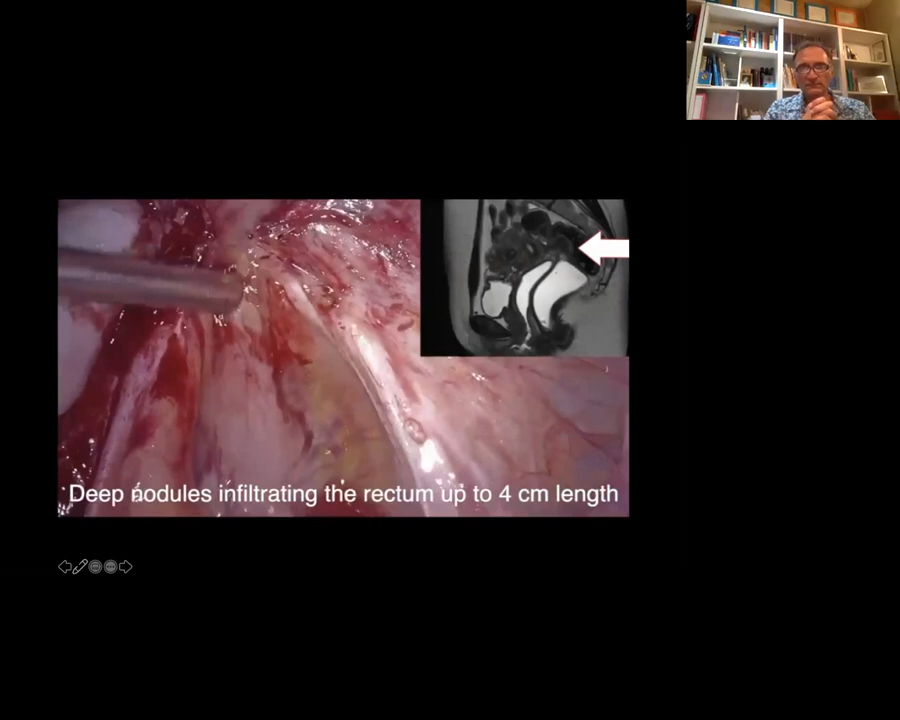 Deep nodules infiltrating the rectum up to 4 cm length